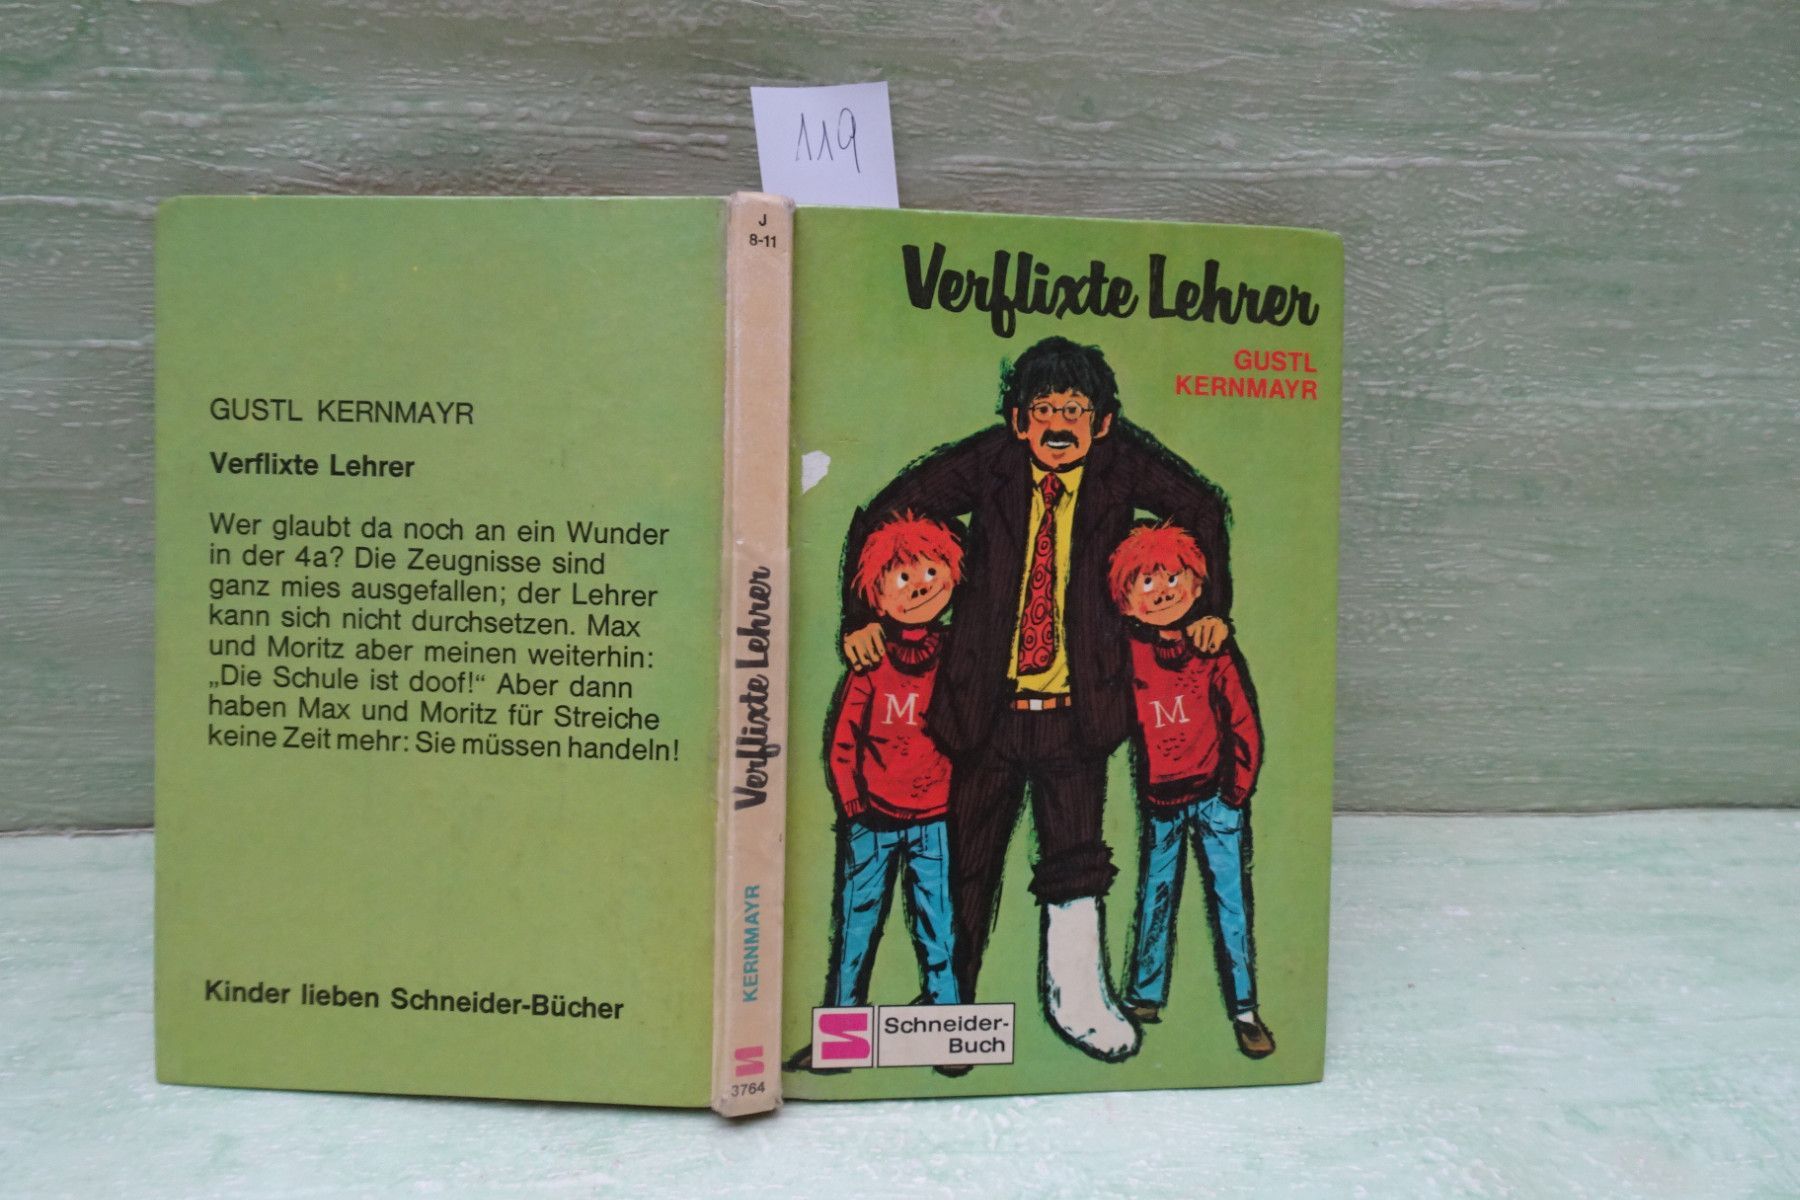 119
GUSTL KERNMAYR
Verflixte Lehrer
Wer glaubt da noch an ein Wunder
in der 4a? Die Zeugnisse sind
ganz mies ausgefallen; der Lehrer
kann sich nicht durchsetzen. Max
und Moritz aber meinen weiterhin:
„Die Schule ist doof!“ Aber dann
haben Max und Moritz für Streiche
keine Zeit mehr: Sie müssen handeln!
Kinder lieben Schneider-Bücher
J
8-11
Verflixte Lehrer
KERNMAYR
3764
Verflixte Lehrer
GUSTL
KERNMAYR
M
M
Schneider-
Buch